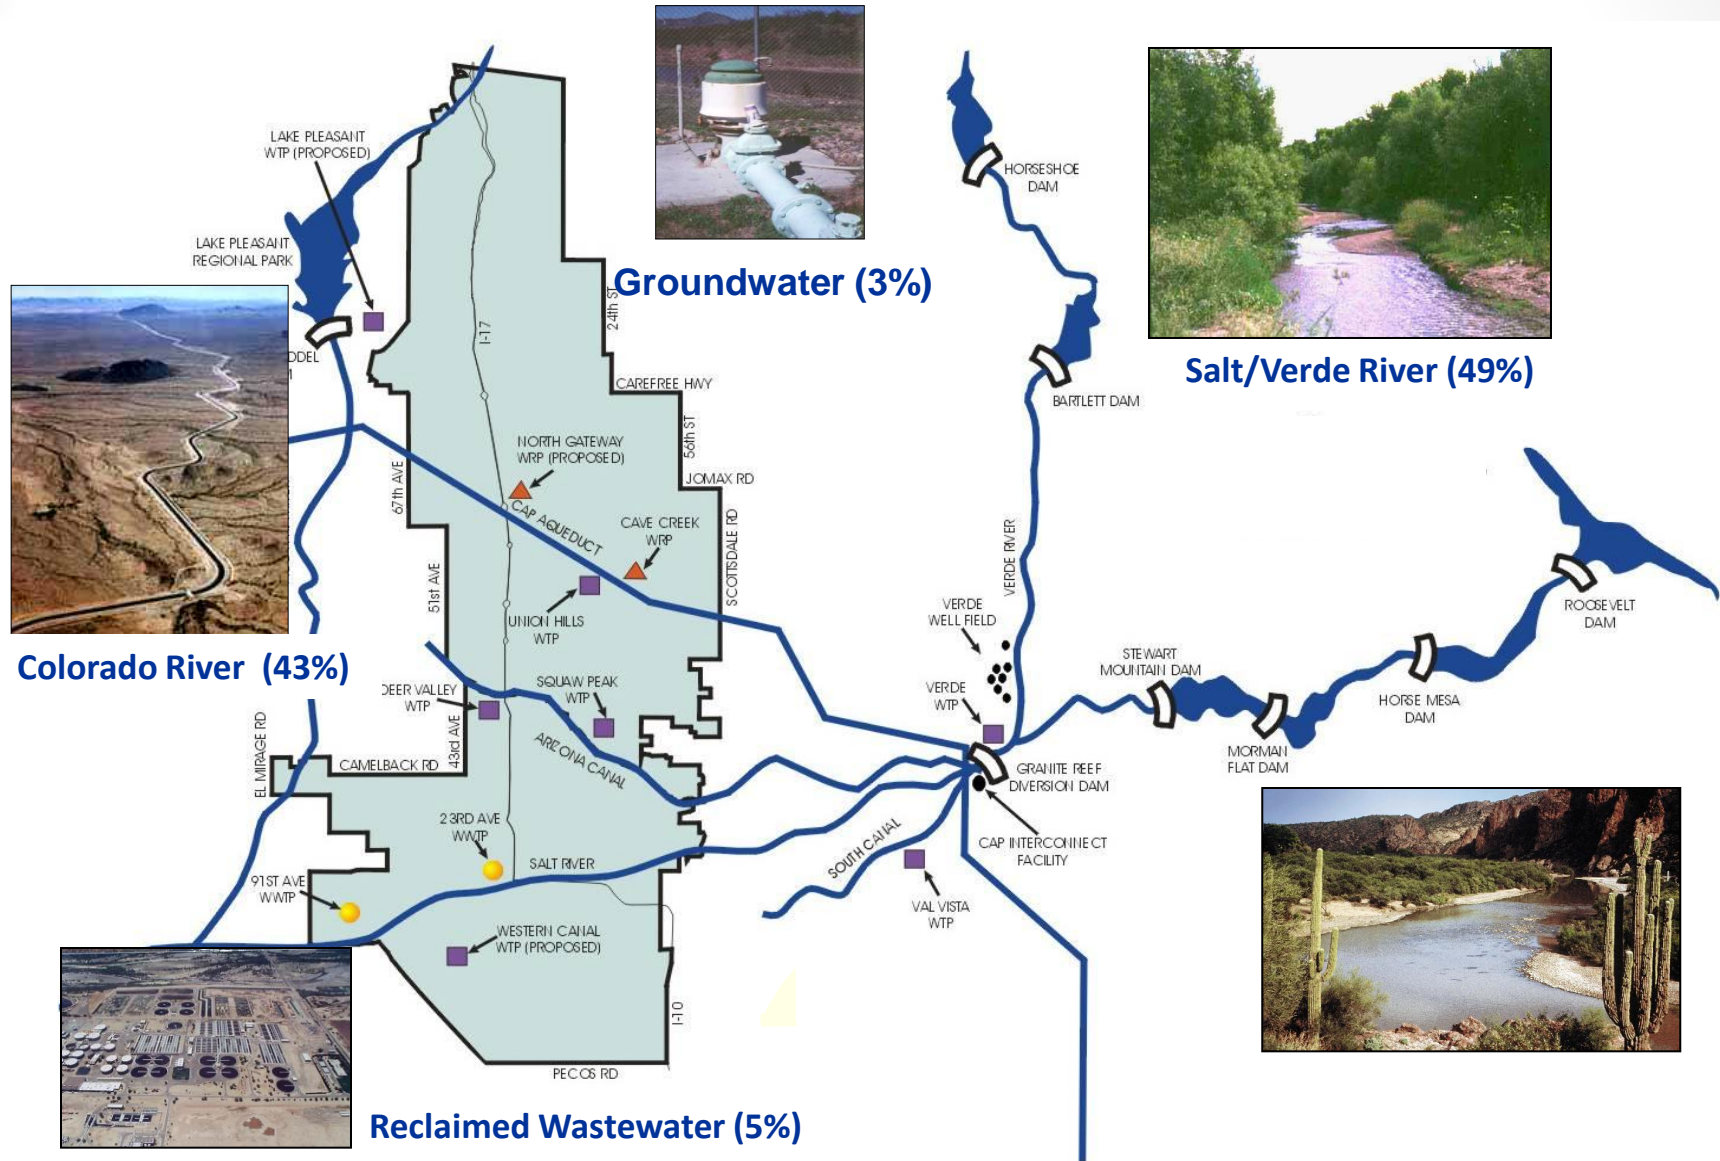 LAKE PLEASANT
WTP (PROPOSED)
HORSESHOE
DAM
LAKE PLEASANT
REGIONAL PARK
Groundwater (3%)
24th ST
I-17
Salt/Verde River (49%)
CAREFREE HWY
BARTLETT DAM
56th ST
NORTH GATEWAY
WRP (PROPOSED)
67th AVE
JOMAX RD
CAP AQUEDUCT
CAVE CREEK
WRP
SCOTTSDALE RD
VERDE RIVER
51st AVE
UNION HILLS
WTP
VERDE
WELL FIELD
ROOSEVELT
DAM
Colorado River (43%)
STEWART
MOUNTAIN DAM
DEER VALLEY
WTP
SQUAW PEAK
WTP
VERDE
WTP
HORSE MESA
DAM
EL MIRAGE RD
43rd AVE
ARIZONA CANAL
MORMAN
FLAT DAM
CAMELBACK RD
GRANITE REEF
DIVERSION DAM
23RD AVE
WWTP
SOUTH CANAL
CAP INTERCONNECT
FACILITY
SALT RIVER
91ST AVE
WWTP
VAL VISTA
WTP
WESTERN CANAL
WTP (PROPOSED)
I-10
PECOS RD
Reclaimed Wastewater (5%)